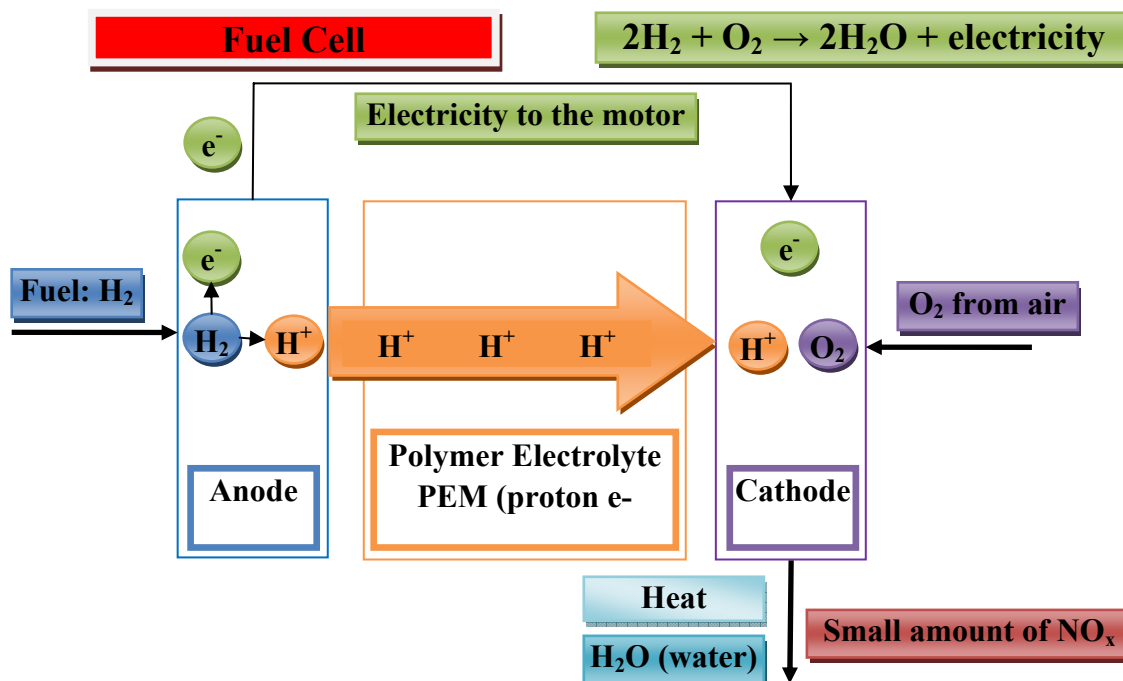 Fuel Cell
2H₂ + O₂ → 2H₂O + electricity
Electricity to the motor
e⁻
e⁻
e⁻
Fuel: H₂
O₂ from air
H₂
H⁺
H⁺
H⁺
H⁺
H⁺
O₂
Anode
Polymer Electrolyte
PEM (proton e-
Cathode
Heat
H₂O (water)
Small amount of NOₓ